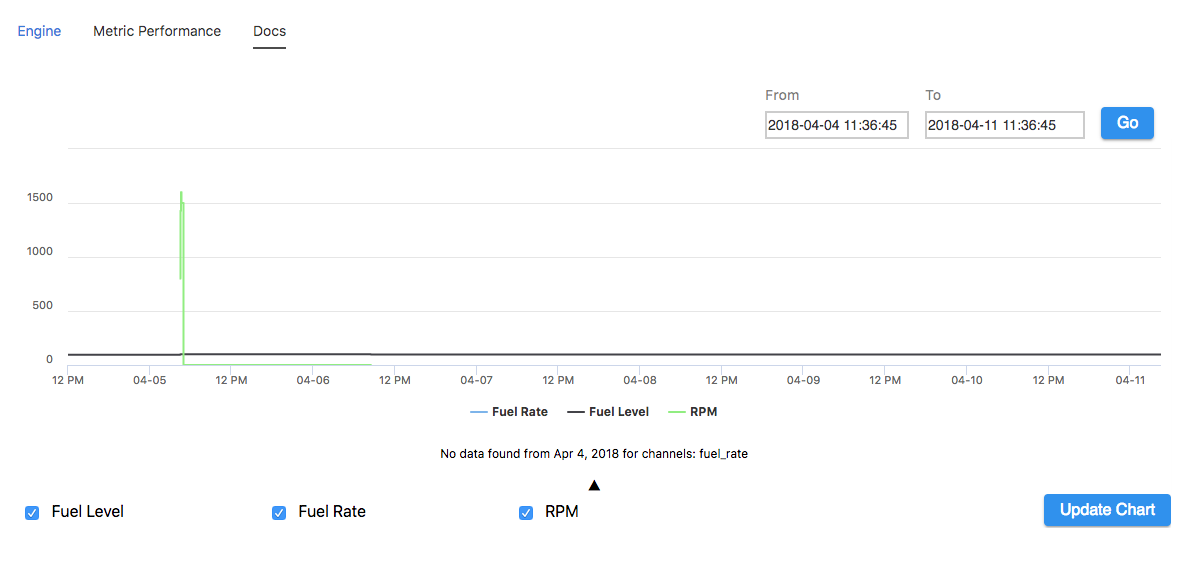 Engine Metric Performance Docs
From To
2018-04-04 11:36:45 2018-04-11 11:36:45 Go
1500
1000
500
0
12 PM 04-05 12 PM 04-06 12 PM 04-07 12 PM 04-08 12 PM 04-09 12 PM 04-10 12 PM 04-11
Fuel Rate Fuel Level RPM
No data found from Apr 4, 2018 for channels: fuel_rate
Fuel Level Fuel Rate RPM Update Chart